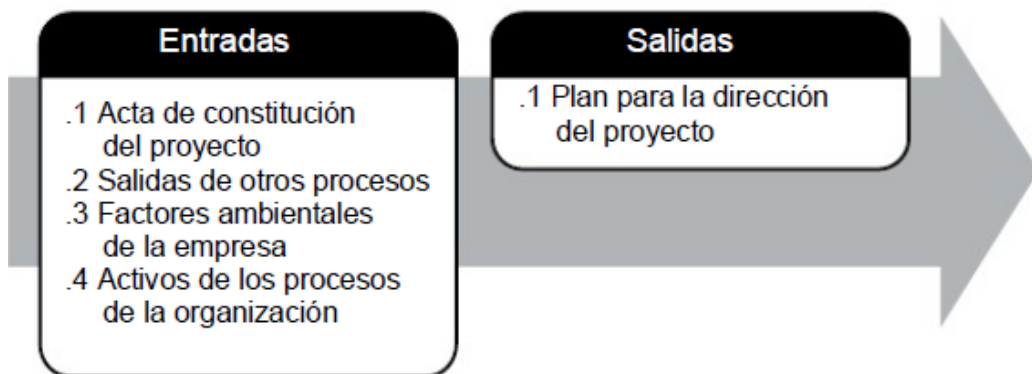 Entradas
.1 Acta de constitución
del proyecto
.2 Salidas de otros procesos
.3 Factores ambientales
de la empresa
.4 Activos de los procesos
de la organización
Salidas
.1 Plan para la dirección
del proyecto